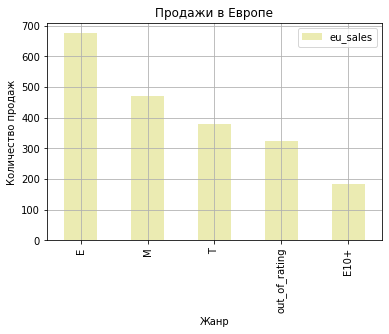 Продажи в Европе
eu_sales
Количество продаж
700
600
500
400
300
200
100
0
E
M
T
out_of_rating
E10+
Жанр